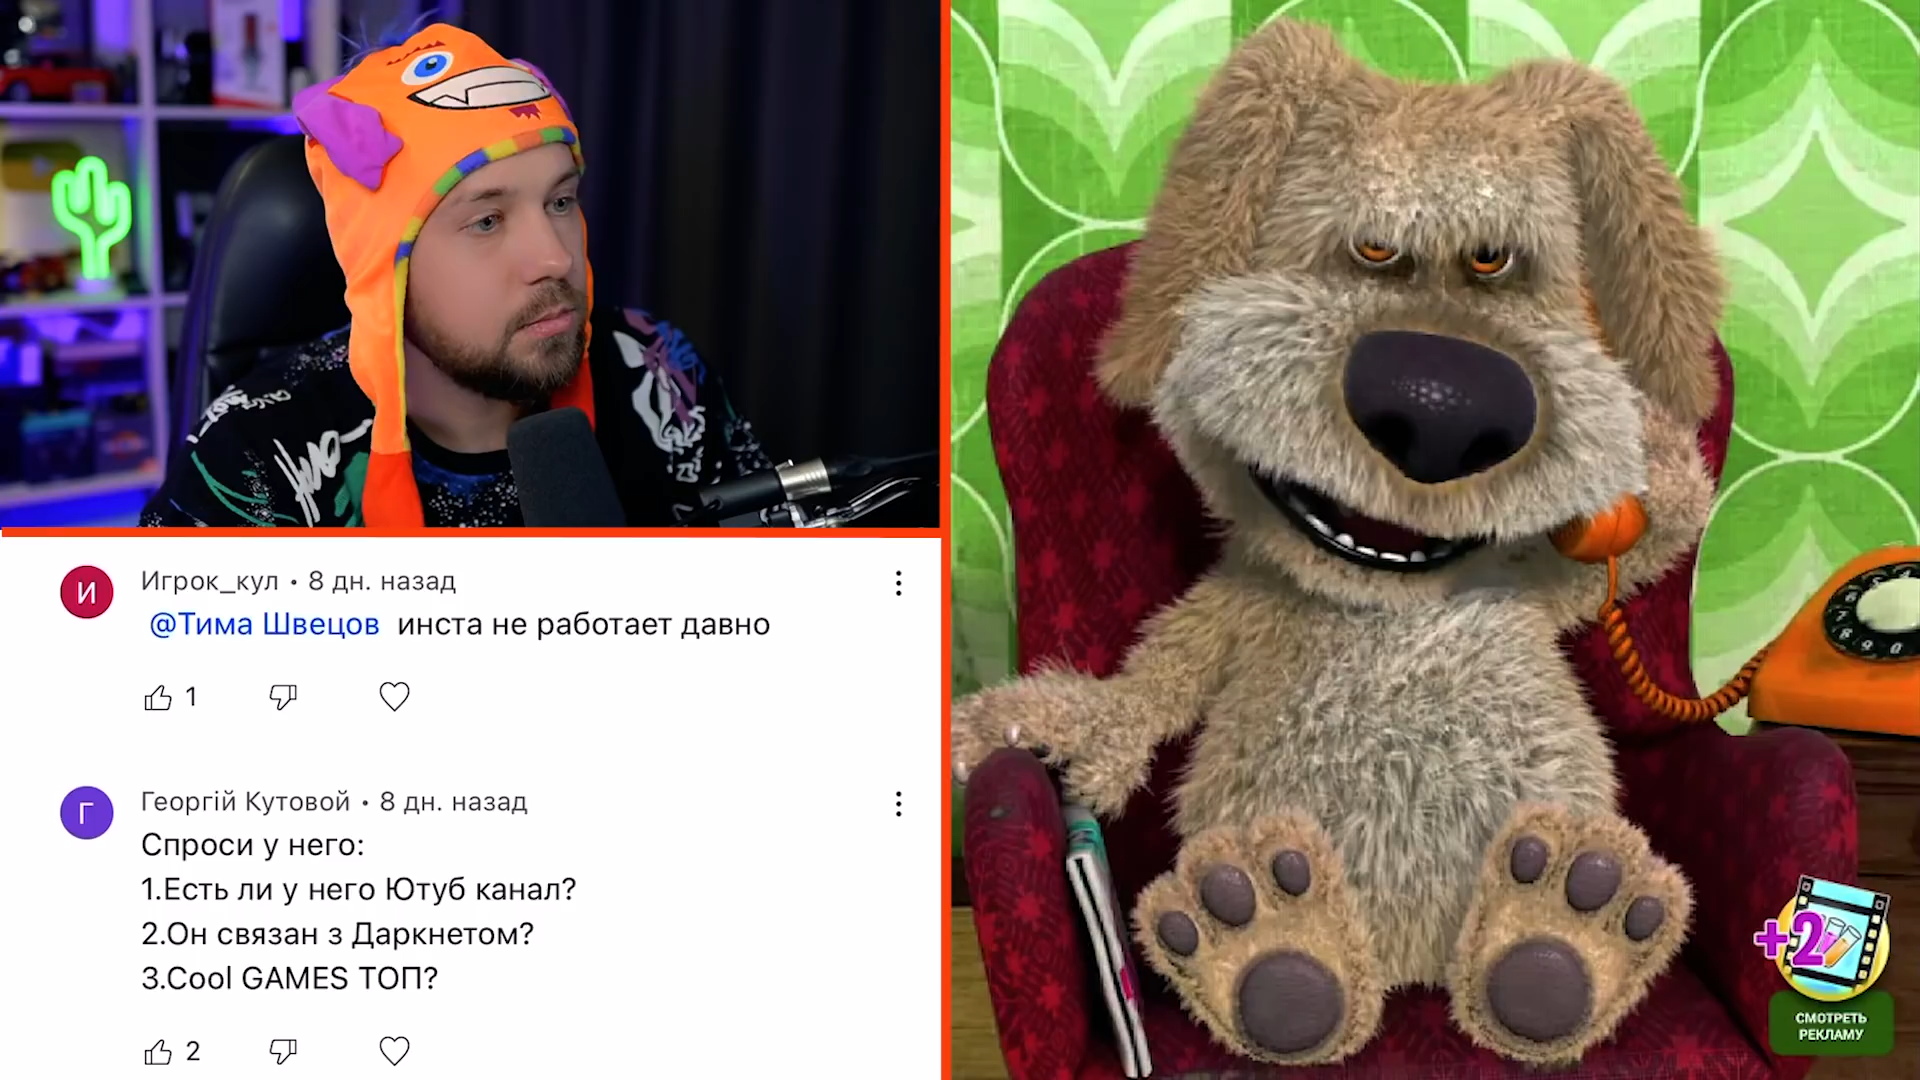 И
Игрок_кул • 8 дн. назад
@Тима Швецов инста не работает давно
1
Г
Георгій Кутовой • 8 дн. назад
Спроси у него:
1.Есть ли у него Ютуб канал?
2.Он связан з Даркнетом?
3.Cool GAMES ТОП?
2
+2
СМОТРЕТЬ
РЕКЛАМУ